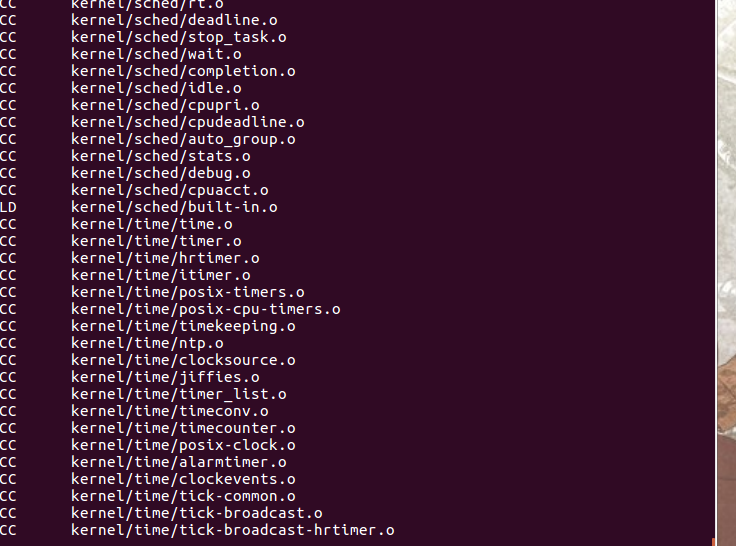 CC kernel/sched/rt.o
CC kernel/sched/deadline.o
CC kernel/sched/stop_task.o
CC kernel/sched/wait.o
CC kernel/sched/completion.o
CC kernel/sched/idle.o
CC kernel/sched/cpupri.o
CC kernel/sched/cpudeadline.o
CC kernel/sched/auto_group.o
CC kernel/sched/stats.o
CC kernel/sched/debug.o
CC kernel/sched/cpuacct.o
LD kernel/sched/built-in.o
CC kernel/time/time.o
CC kernel/time/timer.o
CC kernel/time/hrtimer.o
CC kernel/time/itimer.o
CC kernel/time/posix-timers.o
CC kernel/time/posix-cpu-timers.o
CC kernel/time/timekeeping.o
CC kernel/time/ntp.o
CC kernel/time/clocksource.o
CC kernel/time/jiffies.o
CC kernel/time/timer_list.o
CC kernel/time/timeconv.o
CC kernel/time/timecounter.o
CC kernel/time/posix-clock.o
CC kernel/time/alarmtimer.o
CC kernel/time/clockevents.o
CC kernel/time/tick-common.o
CC kernel/time/tick-broadcast.o
CC kernel/time/tick-broadcast-hrtimer.o